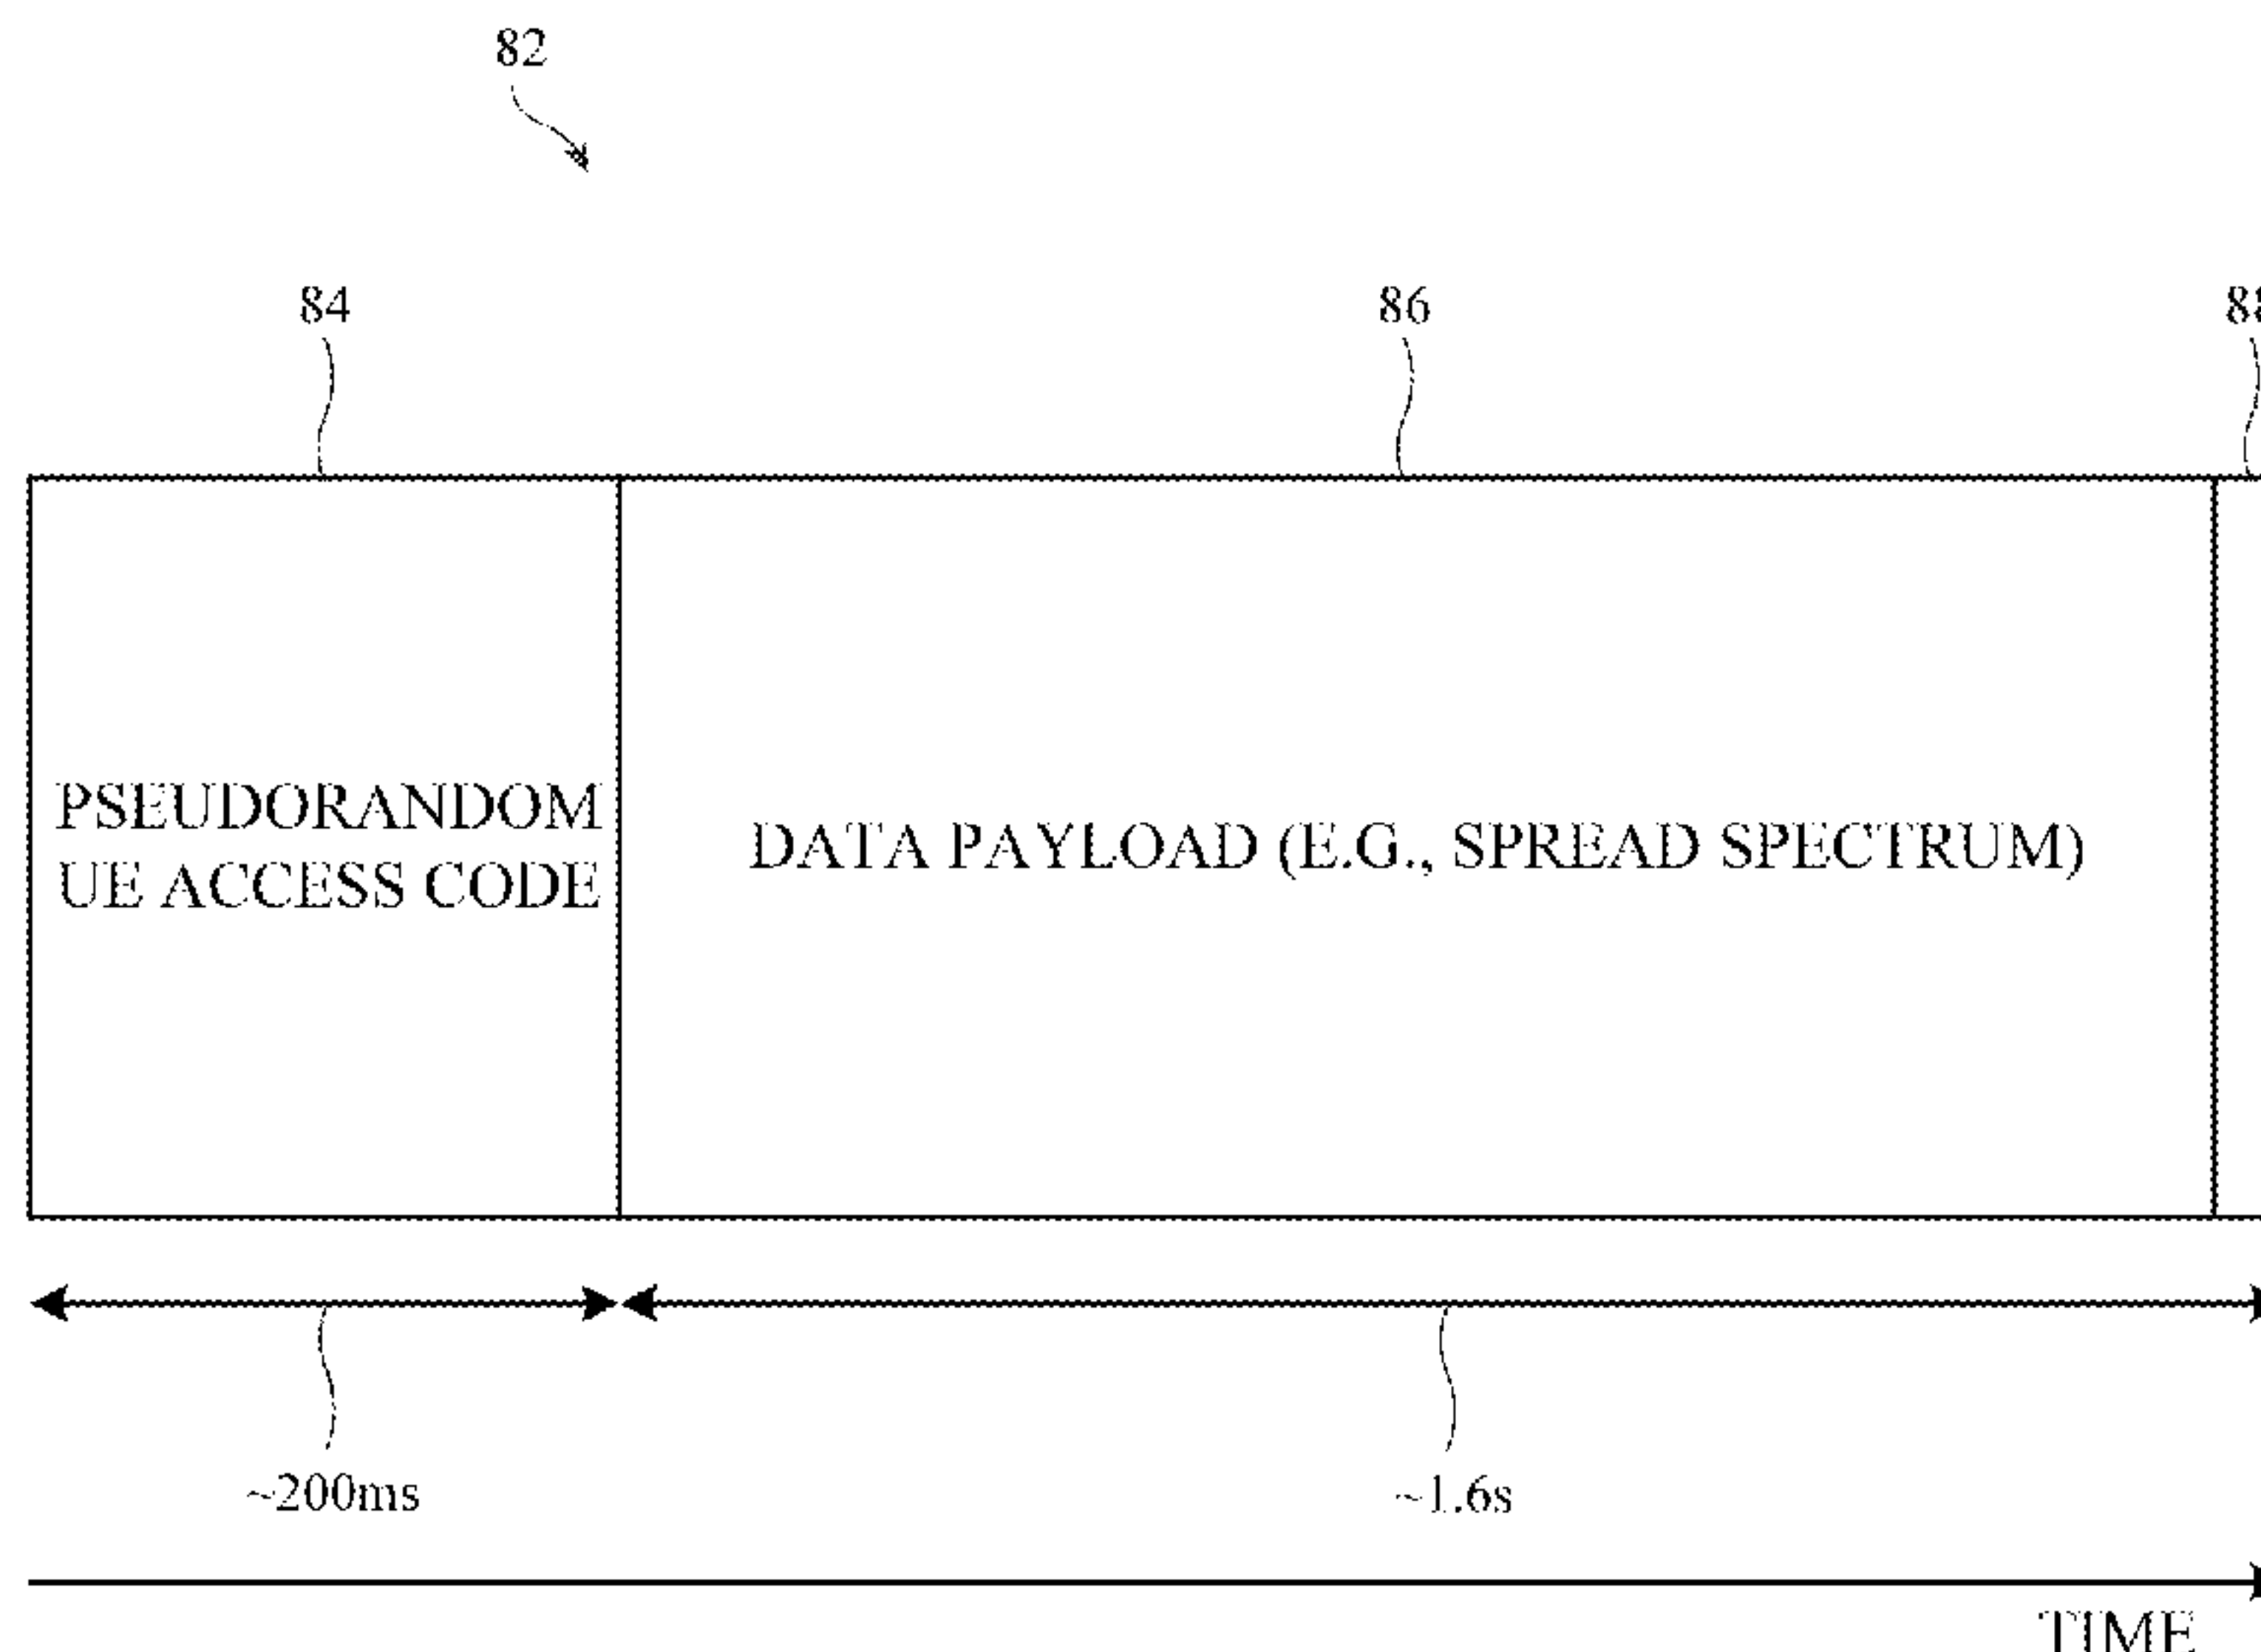 82
84
86
PSEUDORANDOM
UE ACCESS CODE
DATA PAYLOAD (E.G., SPREAD SPECTRUM)
~200ms
~1.6s
TIME